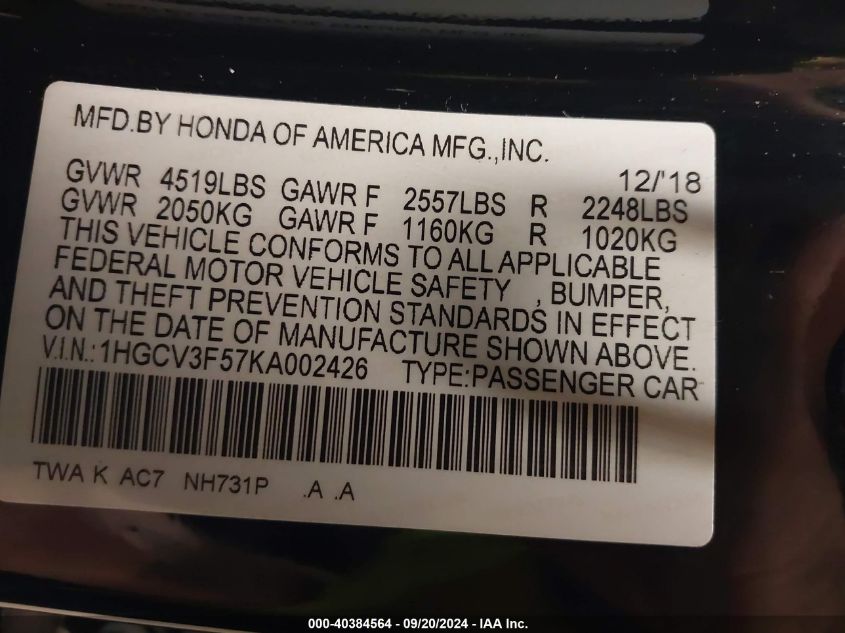 MFD.BY HONDA OF AMERICA MFG.,INC.
12/'18
GVWR 4519LBS GAWR F 2557LBS R 2248LBS
GVWR 2050KG GAWR F 1160KG R 1020KG
THIS VEHICLE CONFORMS TO ALL APPLICABLE
FEDERAL MOTOR VEHICLE SAFETY , BUMPER,
AND THEFT PREVENTION STANDARDS IN EFFECT
ON THE DATE OF MANUFACTURE SHOWN ABOVE.
V.I.N.:1HGCV3F57KA002426 TYPE:PASSENGER CAR
TWA K AC7 NH731P .A .A
000-40384564 - 09/20/2024 - IAA Inc.